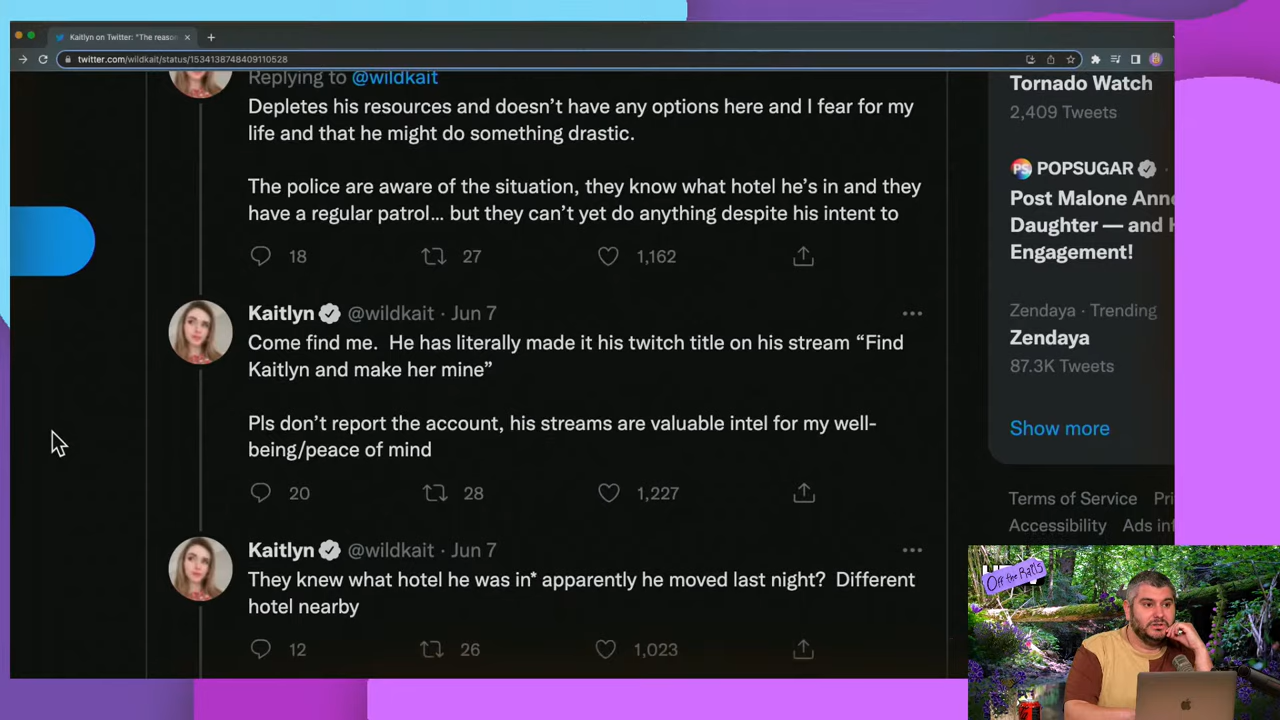 Kaitlyn on Twitter: "The reaso
twitter.com/wildkait/status/1534138748409110528
Replying to @wildkait
Depletes his resources and doesn’t have any options here and I fear for my
life and that he might do something drastic.
The police are aware of the situation, they know what hotel he’s in and they
have a regular patrol… but they can’t yet do anything despite his intent to
18 27 1,162
Kaitlyn @wildkait · Jun 7
Come find me.  He has literally made it his twitch title on his stream “Find
Kaitlyn and make her mine”
Pls don’t report the account, his streams are valuable intel for my well-
being/peace of mind
20 28 1,227
Kaitlyn @wildkait · Jun 7
They knew what hotel he was in* apparently he moved last night?  Different
hotel nearby
12 26 1,023
Tornado Watch
2,409 Tweets
PS POPSUGAR ·
Post Malone Ann
Daughter — and H
Engagement!
Zendaya · Trending
Zendaya
87.3K Tweets
Show more
Terms of Service Pri
Accessibility Ads in
Off the Rails